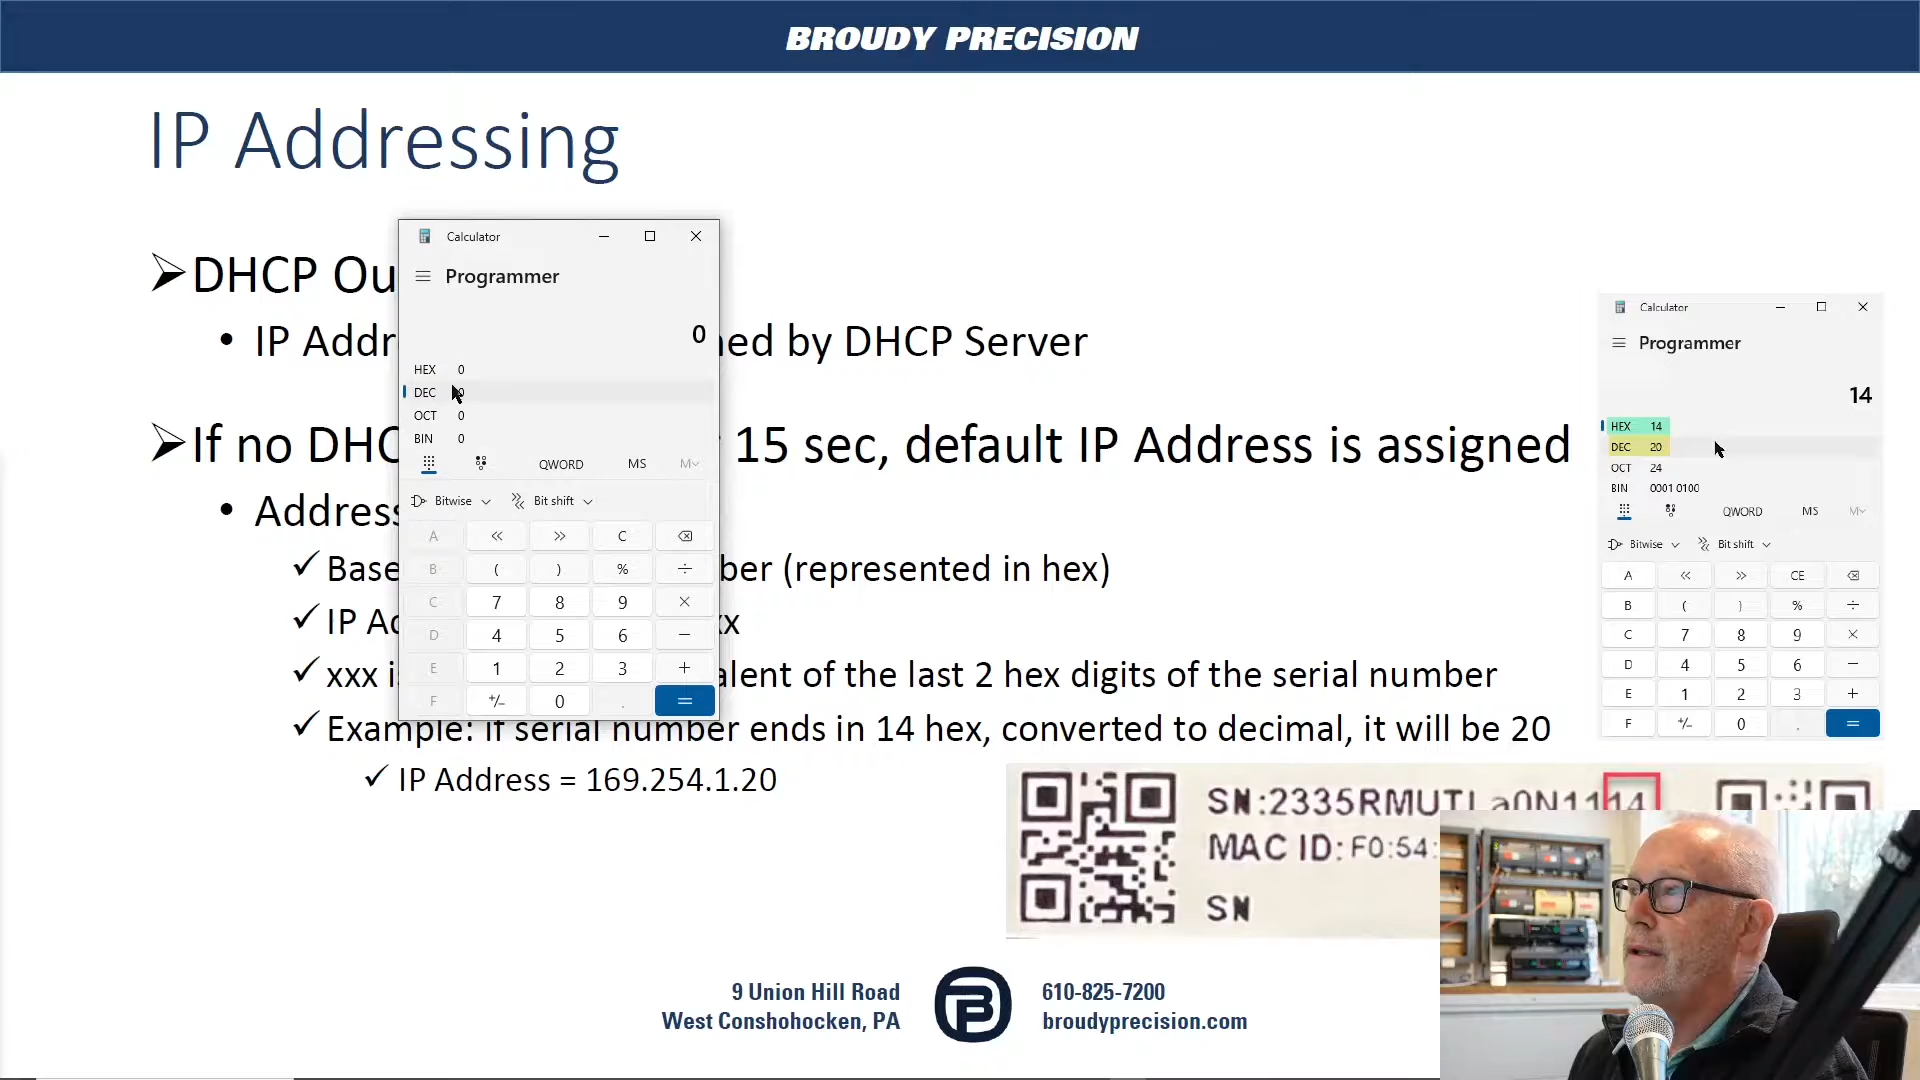 BROUDY PRECISION
IP Addressing
DHCP Ou
IP Addr ned by DHCP Server
If no DHC 15 sec, default IP Address is assigned
Address
Base ber (represented in hex)
IP Ad xx
xxx i alent of the last 2 hex digits of the serial number
Example: If serial number ends in 14 hex, converted to decimal, it will be 20
IP Address = 169.254.1.20
Calculator
Programmer
0
HEX 0
DEC 0
OCT 0
BIN 0
QWORD MS M
Bitwise Bit shift
A << >> C
B ( ) % ÷
C 7 8 9 ×
D 4 5 6 −
E 1 2 3 +
F +/− 0 . =
Calculator
Programmer
14
HEX 14
DEC 20
OCT 24
BIN 0001 0100
QWORD MS M
Bitwise Bit shift
A << >> CE
B ( ) % ÷
C 7 8 9 ×
D 4 5 6 −
E 1 2 3 +
F +/− 0 . =
SN:2335RMUTLa0N1114
MAC ID: F0:54:
SN
9 Union Hill Road
West Conshohocken, PA
610-825-7200
broudyprecision.com